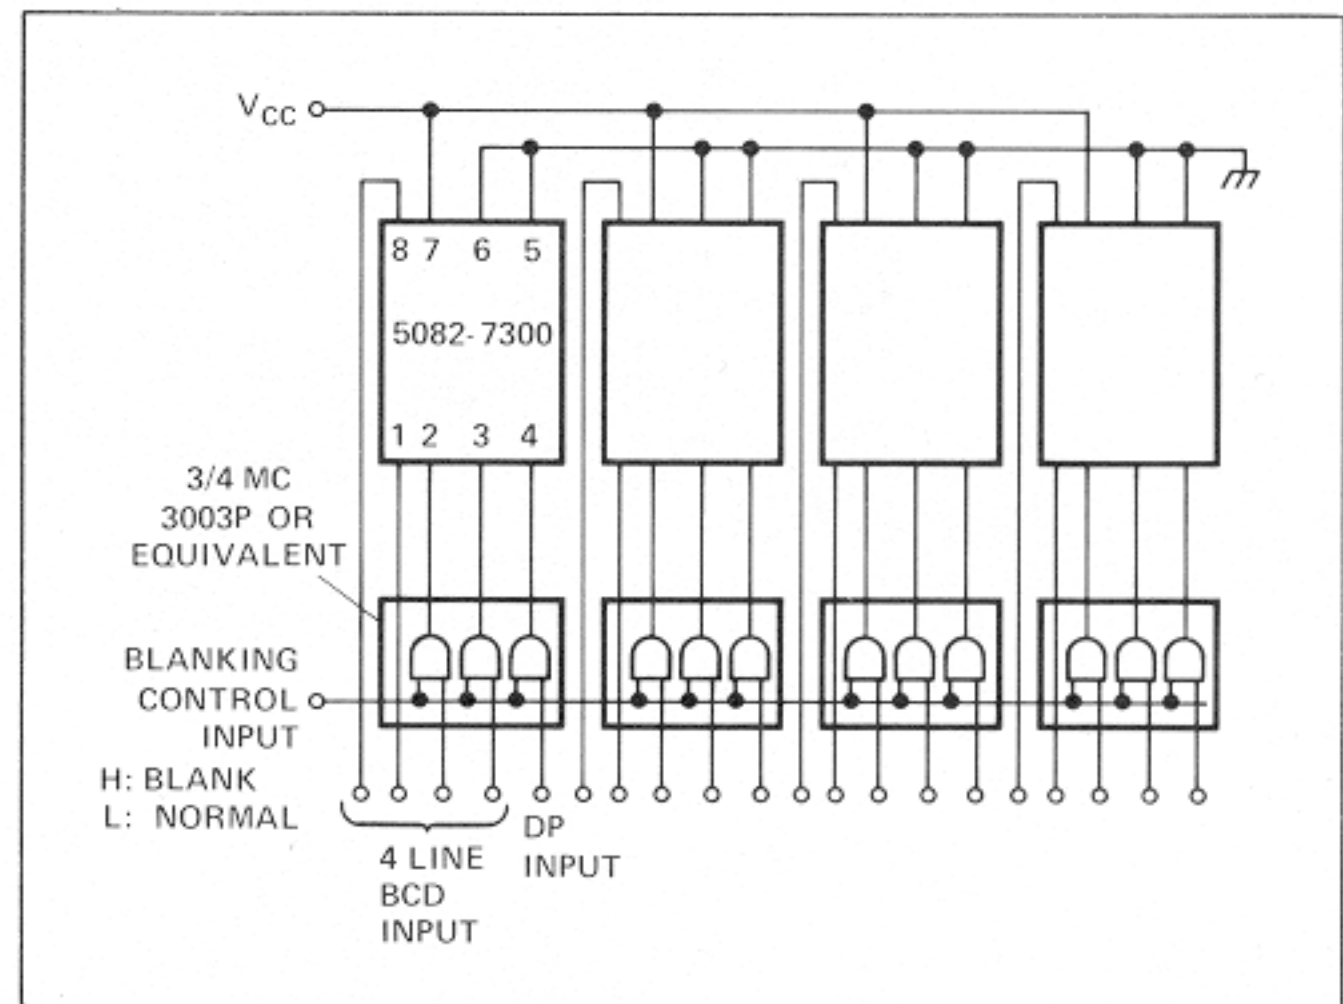 VCC
8 7 6 5
5082-7300
1 2 3 4
3/4 MC
3003P OR
EQUIVALENT
BLANKING
CONTROL
INPUT
H: BLANK
L: NORMAL
4 LINE
BCD
INPUT
DP
INPUT